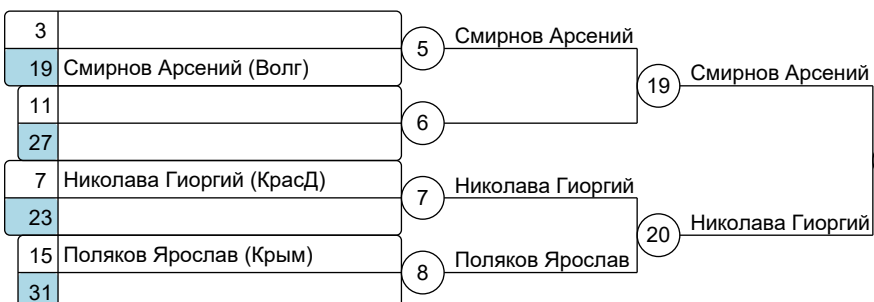 3
5
Смирнов Арсений
19 Смирнов Арсений (Волг)
19
Смирнов Арсений
11
6
27
7 Николава Гиоргий (КрасД)
7
Николава Гиоргий
23
20
Николава Гиоргий
15 Поляков Ярослав (Крым)
8
Поляков Ярослав
31